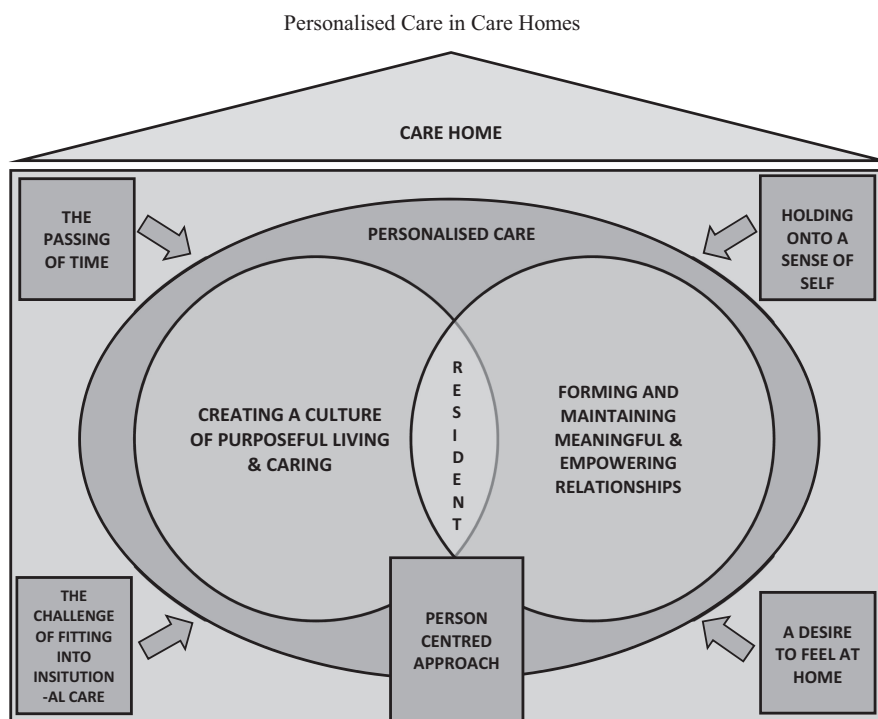 Personalised Care in Care Homes
CARE HOME
THE
PASSING
OF TIME
HOLDING
ONTO A
SENSE OF
SELF
PERSONALISED CARE
CREATING A CULTURE
OF PURPOSEFUL LIVING
& CARING
R
E
S
I
D
E
N
T
FORMING AND
MAINTAINING
MEANINGFUL &
EMPOWERING
RELATIONSHIPS
THE
CHALLENGE
OF FITTING
INTO
INSITUTION
-AL CARE
PERSON
CENTRED
APPROACH
A DESIRE
TO FEEL AT
HOME